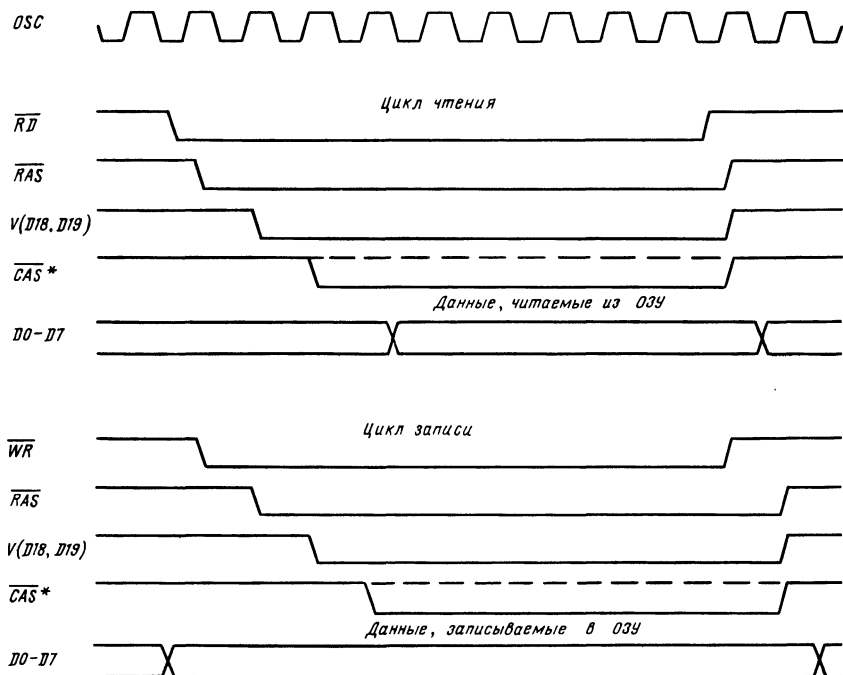 OSC
Цикл чтения
RD
RAS
V(D18, D19)
CAS*
Данные, читаемые из ОЗУ
D0-D7
Цикл записи
WR
RAS
V(D18, D19)
CAS*
Данные, записываемые в ОЗУ
D0-D7